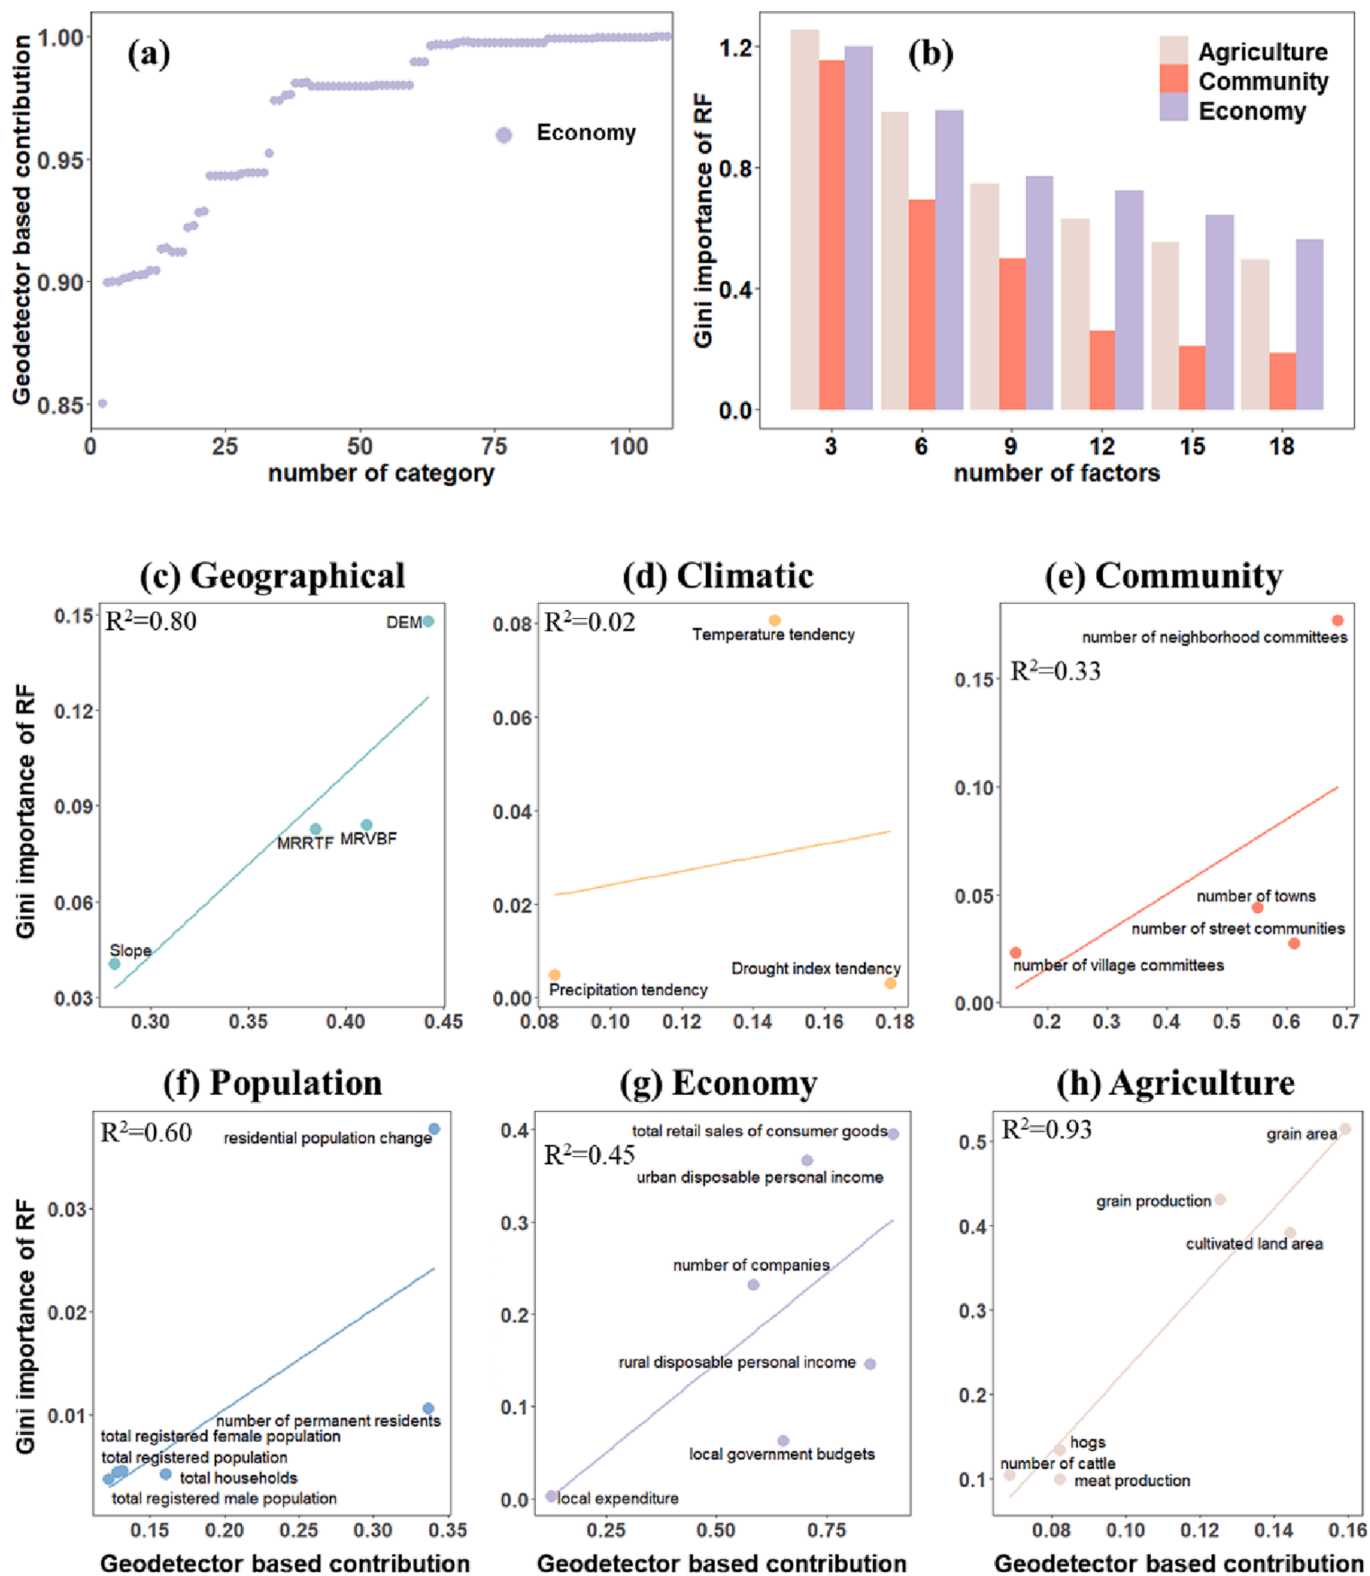 (a)
Economy
Geodetector based contribution
1.00
0.95
0.90
0.85
0
25
50
75
100
number of category
(b)
Agriculture
Community
Economy
Gini importance of RF
1.2
0.8
0.4
0.0
3
6
9
12
15
18
number of factors
(c) Geographical
R²=0.80
DEM
MRRTF
MRVBF
Slope
Gini importance of RF
0.15
0.12
0.09
0.06
0.03
0.30
0.35
0.40
0.45
(d) Climatic
R²=0.02
Temperature tendency
Drought index tendency
Precipitation tendency
0.08
0.06
0.04
0.02
0.00
0.08
0.10
0.12
0.14
0.16
0.18
(e) Community
number of neighborhood committees
R²=0.33
number of towns
number of street communities
number of village committees
0.15
0.10
0.05
0.00
0.2
0.3
0.4
0.5
0.6
0.7
(f) Population
R²=0.60
residential population change
number of permanent residents
total registered female population
total registered population
total households
total registered male population
Gini importance of RF
0.03
0.02
0.01
0.15
0.20
0.25
0.30
0.35
Geodetector based contribution
(g) Economy
total retail sales of consumer goods
R²=0.45
urban disposable personal income
number of companies
rural disposable personal income
local government budgets
local expenditure
0.4
0.3
0.2
0.1
0.0
0.25
0.50
0.75
Geodetector based contribution
(h) Agriculture
R²=0.93
grain area
grain production
cultivated land area
hogs
number of cattle
meat production
0.5
0.4
0.3
0.2
0.1
0.08
0.10
0.12
0.14
0.16
Geodetector based contribution